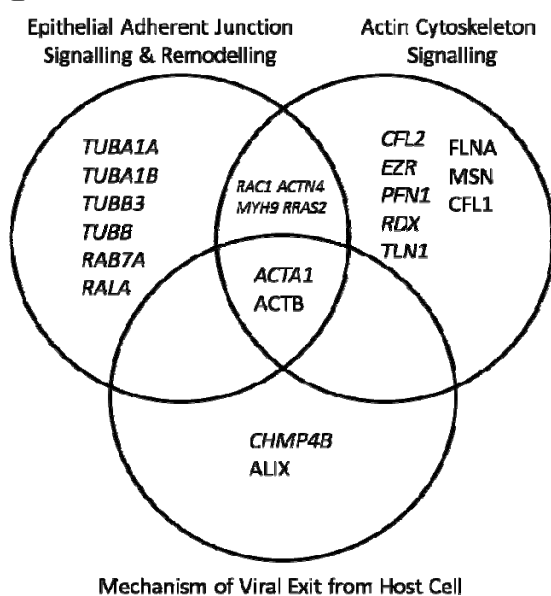 Epithelial Adherent Junction
Signalling & Remodelling
Actin Cytoskeleton
Signalling
TUBA1A
TUBA1B
TUBB3
TUBB
RAB7A
RALA
RAC1 ACTN4
MYH9 RRAS2
CFL2
EZR
PFN1
RDX
TLN1
FLNA
MSN
CFL1
ACTA1
ACTB
CHMP4B
ALIX
Mechanism of Viral Exit from Host Cell